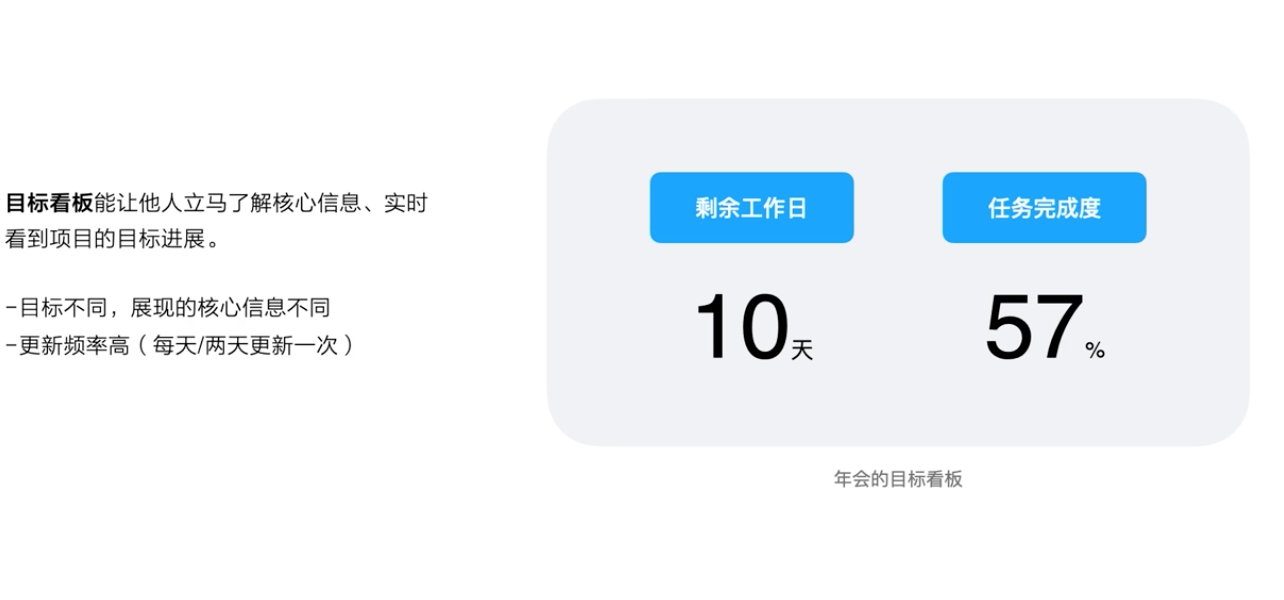 目标看板能让他人立马了解核心信息、实时
看到项目的目标进展。
-目标不同，展现的核心信息不同
-更新频率高（每天/两天更新一次）
剩余工作日
任务完成度
10天
57%
年会的目标看板